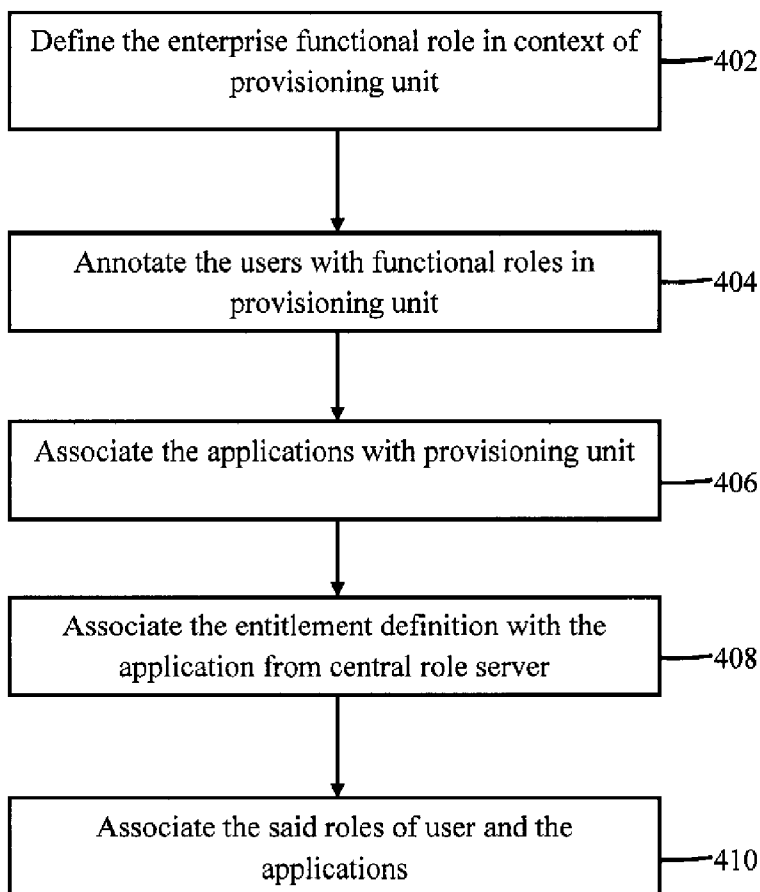 Define the enterprise functional role in context of
provisioning unit
402
Annotate the users with functional roles in
provisioning unit
404
Associate the applications with provisioning unit
406
Associate the entitlement definition with the
application from central role server
408
Associate the said roles of user and the
applications
410